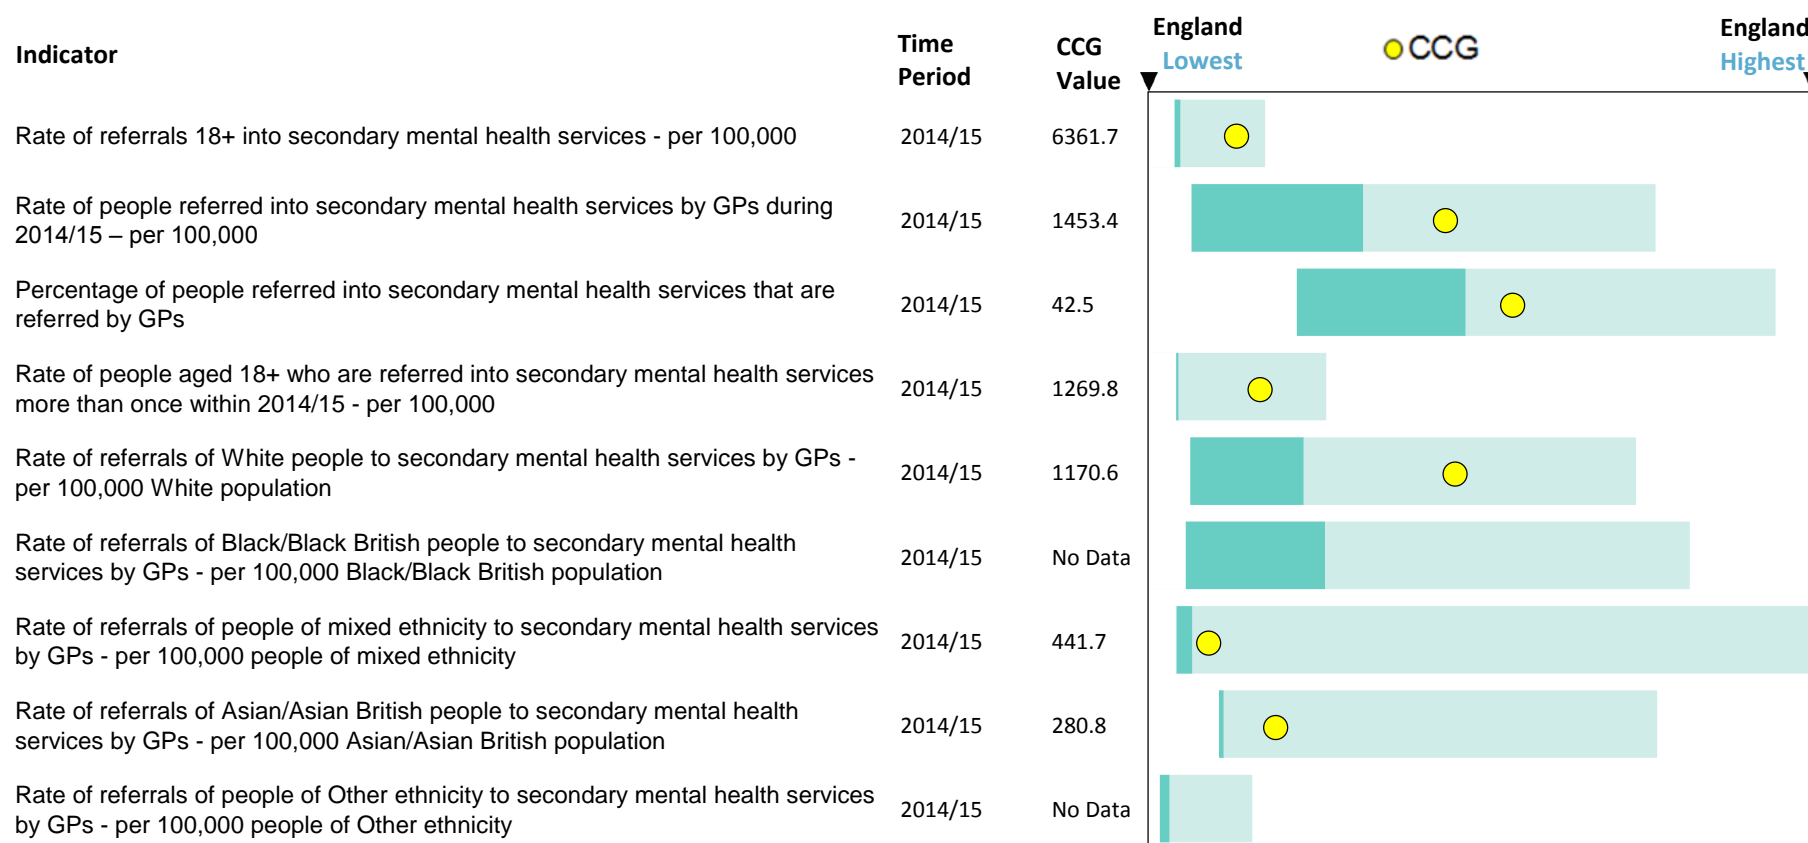 Indicator
Time
Period
CCG
Value
England
Lowest
CCG
England
Highest
Rate of referrals 18+ into secondary mental health services - per 100,000
2014/15
6361.7
Rate of people referred into secondary mental health services by GPs during
2014/15 – per 100,000
2014/15
1453.4
Percentage of people referred into secondary mental health services that are
referred by GPs
2014/15
42.5
Rate of people aged 18+ who are referred into secondary mental health services
more than once within 2014/15 - per 100,000
2014/15
1269.8
Rate of referrals of White people to secondary mental health services by GPs -
per 100,000 White population
2014/15
1170.6
Rate of referrals of Black/Black British people to secondary mental health
services by GPs - per 100,000 Black/Black British population
2014/15
No Data
Rate of referrals of people of mixed ethnicity to secondary mental health services
by GPs - per 100,000 people of mixed ethnicity
2014/15
441.7
Rate of referrals of Asian/Asian British people to secondary mental health
services by GPs - per 100,000 Asian/Asian British population
2014/15
280.8
Rate of referrals of people of Other ethnicity to secondary mental health services
by GPs - per 100,000 people of Other ethnicity
2014/15
No Data